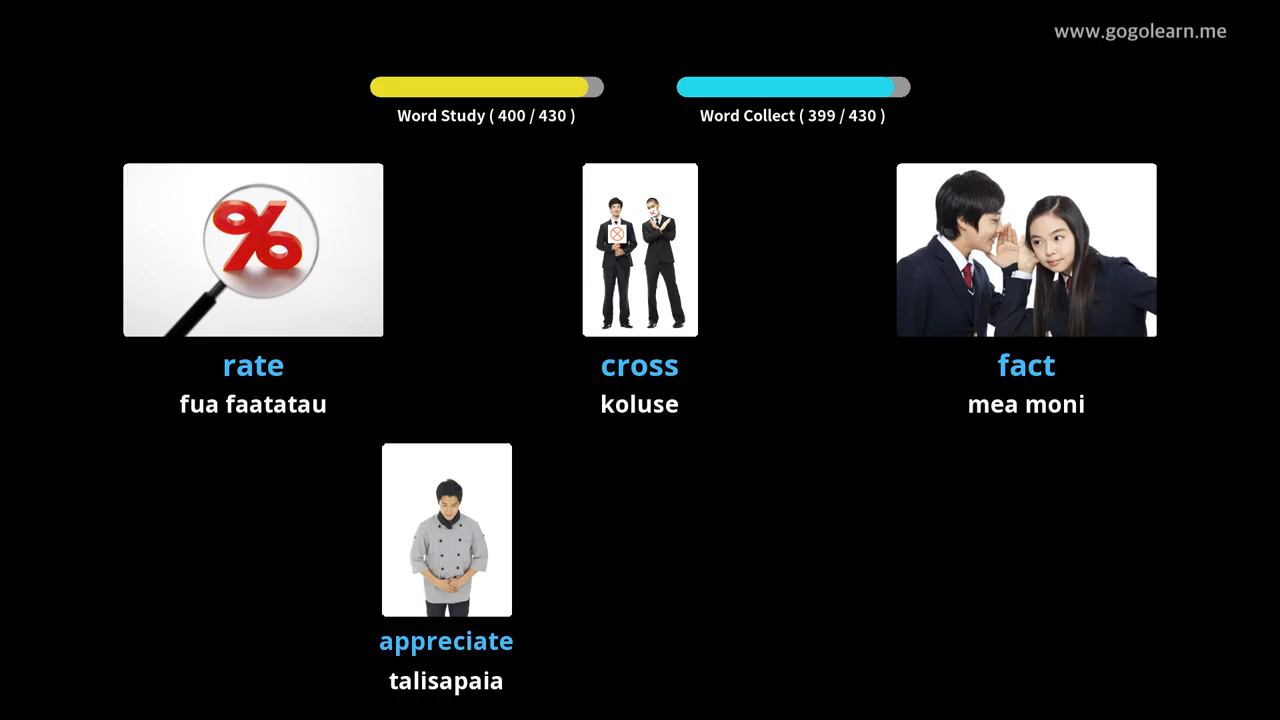 www.gogolearn.me
Word Study ( 400 / 430 )
Word Collect ( 399 / 430 )
%
rate
fua faatatau
cross
koluse
fact
mea moni
appreciate
talisapaia